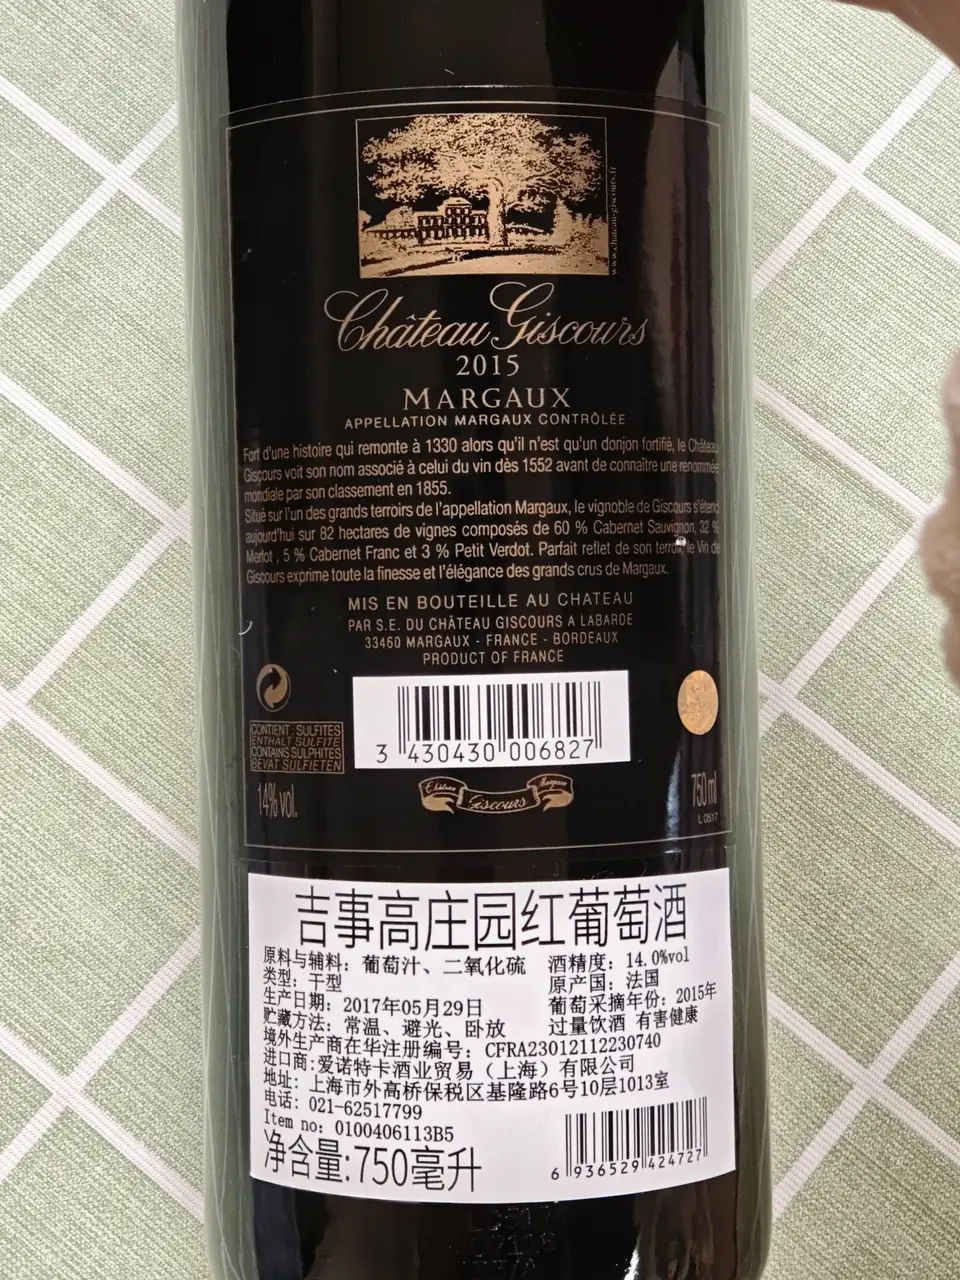 www.chateau-giscours.fr
Château Giscours
2015
MARGAUX
APPELLATION MARGAUX CONTRÔLÉE
Fort d'une histoire qui remonte à 1330 alors qu'il n'est qu'un donjon fortifié, le Château
Giscours voit son nom associé à celui du vin dès 1552 avant de connaître une renommée
mondiale par son classement en 1855.
Situé sur l'un des grands terroirs de l'appellation Margaux, le vignoble de Giscours s'étend
aujourd'hui sur 82 hectares de vignes composés de 60 % Cabernet Sauvignon, 32 %
Merlot , 5 % Cabernet Franc et 3 % Petit Verdot. Parfait reflet de son terroir, le Vin de
Giscours exprime toute la finesse et l'élégance des grands crus de Margaux.
MIS EN BOUTEILLE AU CHATEAU
PAR S.E. DU CHÂTEAU GISCOURS A LABARDE
33460 MARGAUX - FRANCE - BORDEAUX
PRODUCT OF FRANCE
CONTIENT : SULFITES
ENTHÄLT SULFITE
CONTAINS SULPHITES
BEVAT SULFIETEN
3 430430 006827
14% vol.
Château Giscours Margaux
750 ml
L 0517
吉事高庄园红葡萄酒
原料与辅料: 葡萄汁、二氧化硫 酒精度: 14.0%vol
类型: 干型 原产国: 法国
生产日期: 2017年05月29日 葡萄采摘年份: 2015年
贮藏方法: 常温、避光、卧放 过量饮酒 有害健康
境外生产商在华注册编号: CFRA23012112230740
进口商:爱诺特卡酒业贸易（上海）有限公司
地址: 上海市外高桥保税区基隆路6号10层1013室
电话: 021-62517799
Item no: 0100406113B5
净含量:750毫升
6 936529 424727